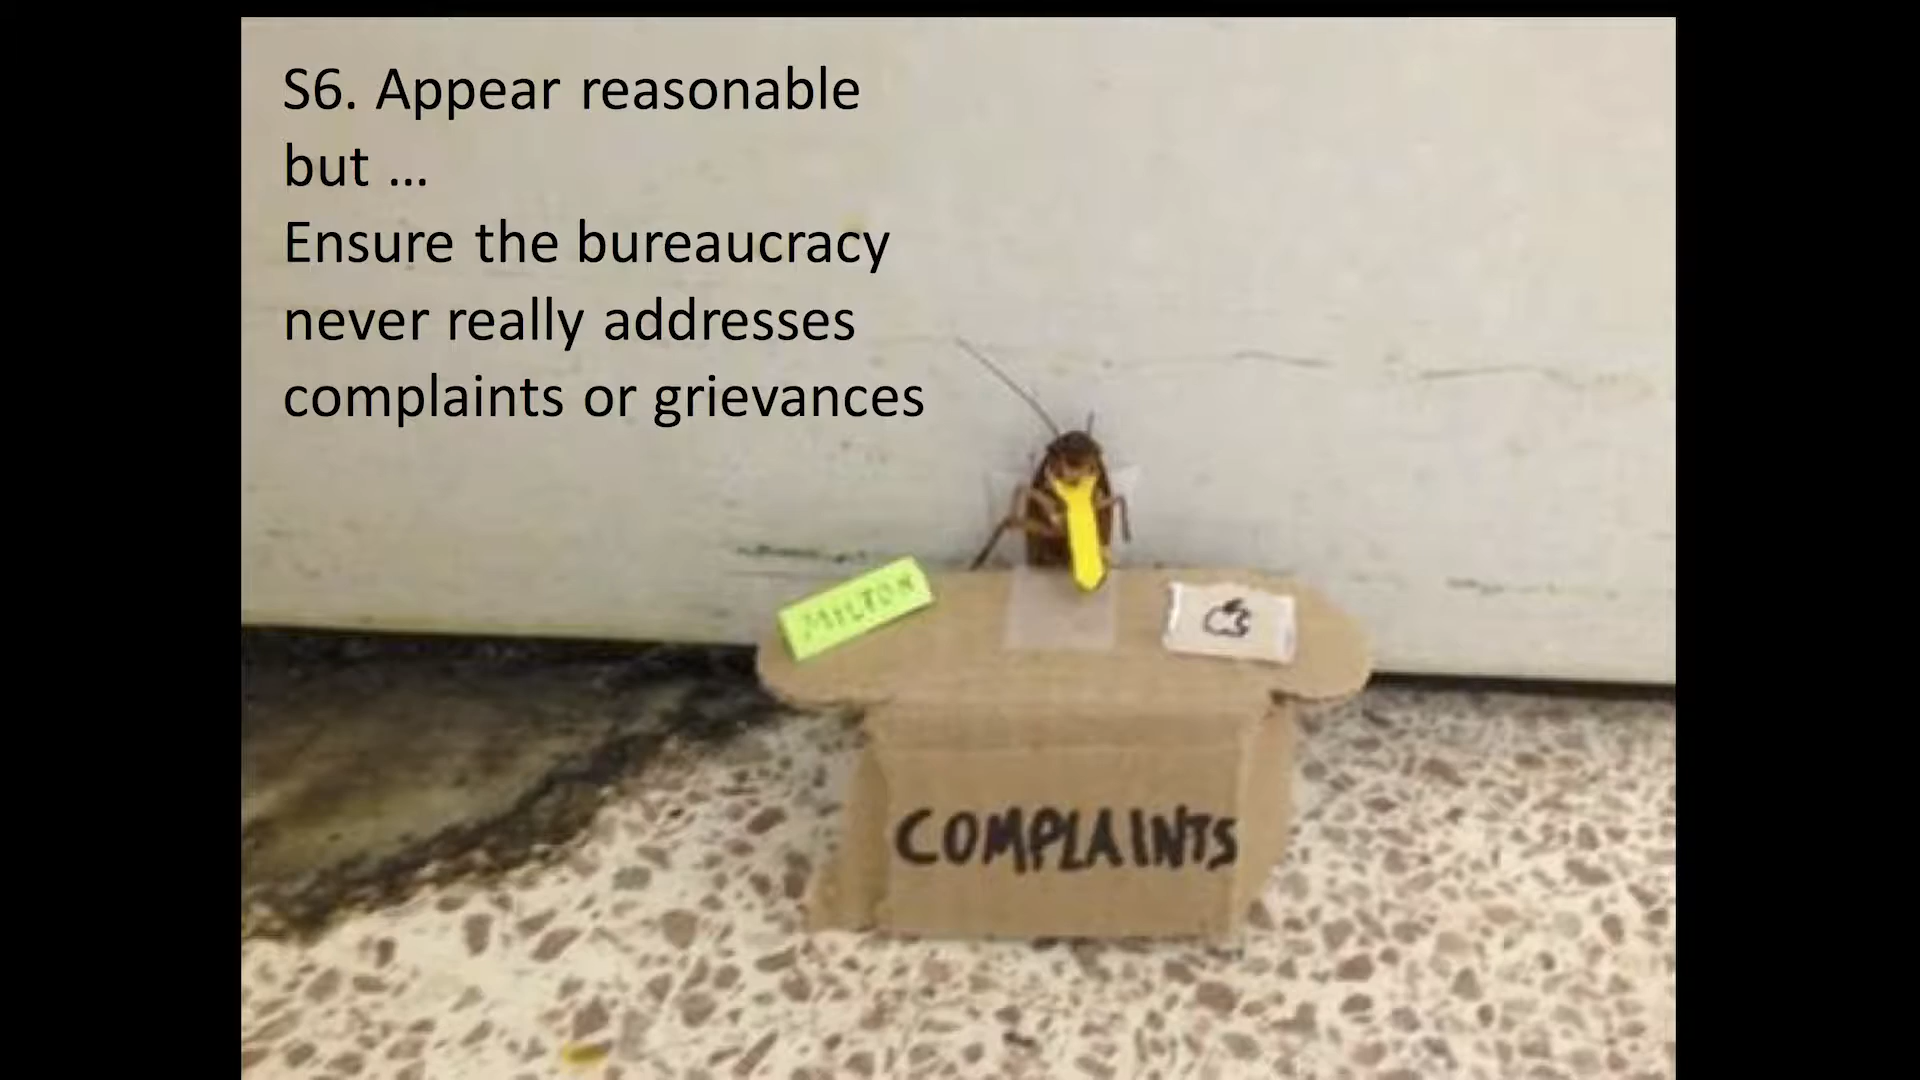 S6. Appear reasonable
but ...
Ensure the bureaucracy
never really addresses
complaints or grievances
MILTON
COMPLAINTS